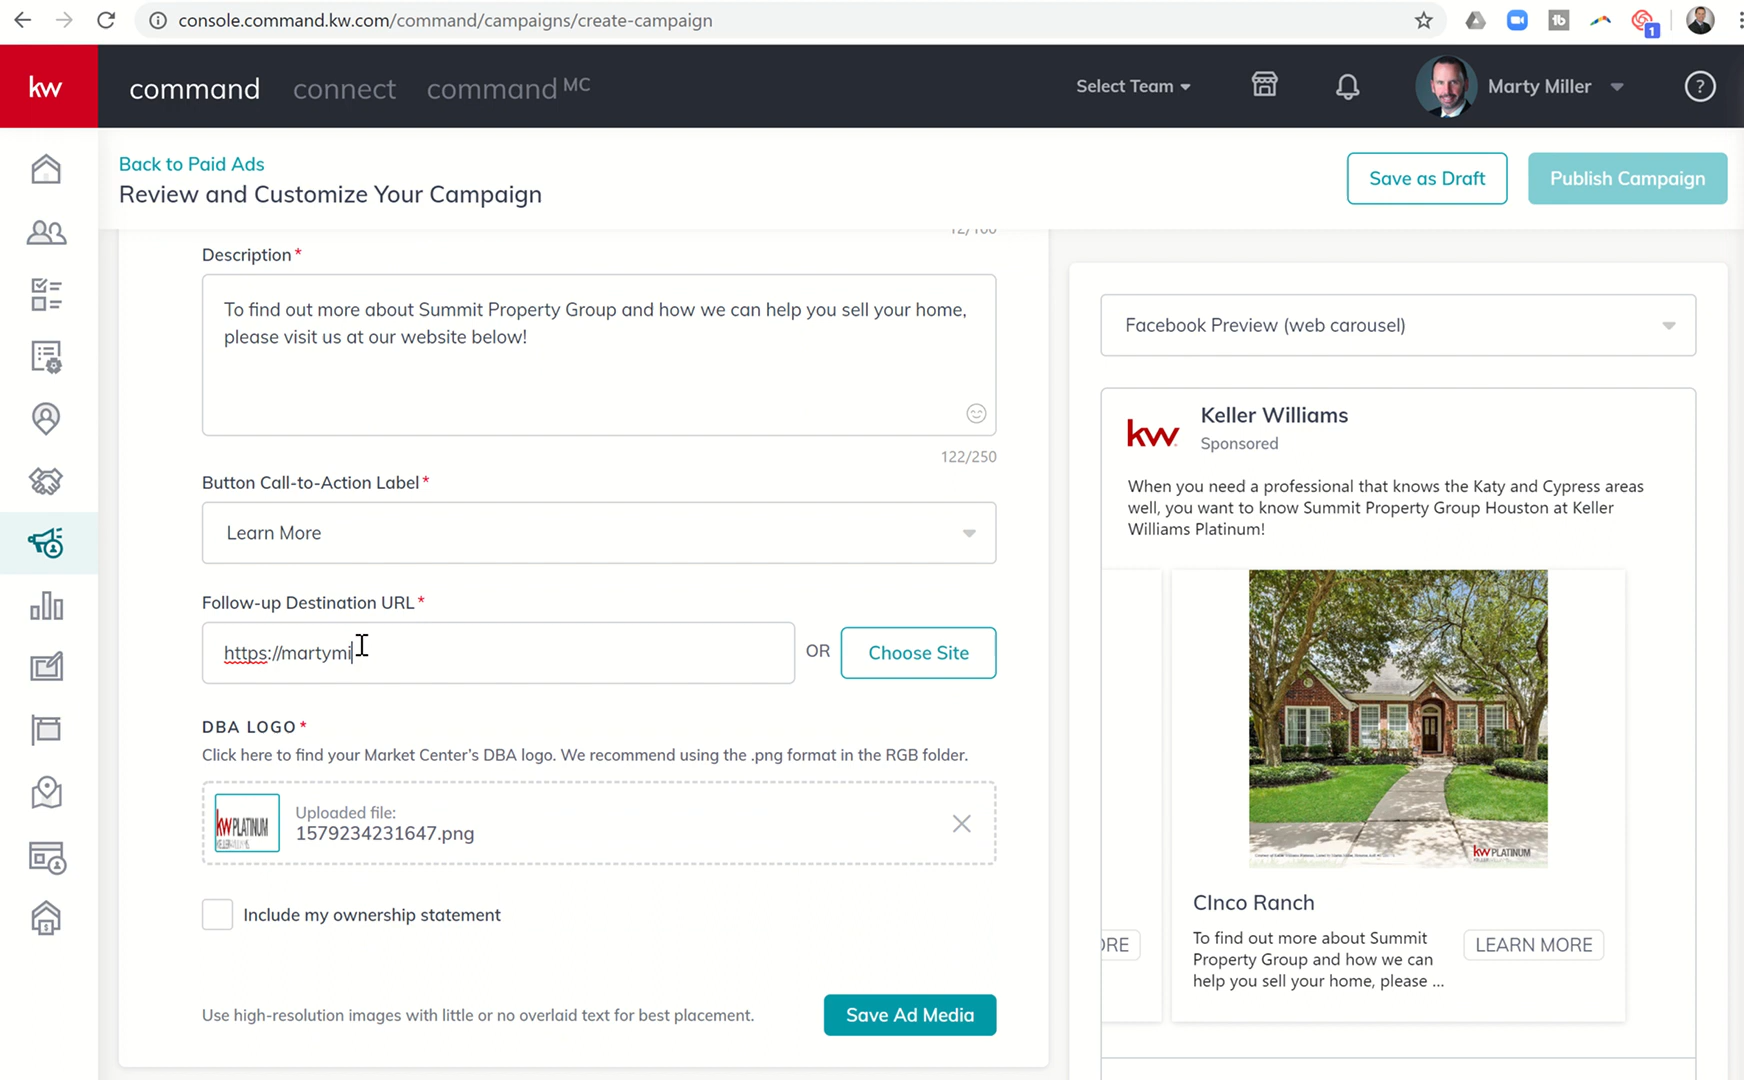 console.command.kw.com/command/campaigns/create-campaign
1
kw
command
connect
command MC
Select Team
Marty Miller
?
Back to Paid Ads
Review and Customize Your Campaign
Save as Draft
Publish Campaign
12/100
Description*
To find out more about Summit Property Group and how we can help you sell your home,
please visit us at our website below!
122/250
Button Call-to-Action Label*
Learn More
Follow-up Destination URL*
https://martymi
OR
Choose Site
DBA LOGO*
Click here to find your Market Center's DBA logo. We recommend using the .png format in the RGB folder.
kw PLATINUM
Uploaded file:
1579234231647.png
Include my ownership statement
Use high-resolution images with little or no overlaid text for best placement.
Save Ad Media
Facebook Preview (web carousel)
kw
Keller Williams
Sponsored
When you need a professional that knows the Katy and Cypress areas
well, you want to know Summit Property Group Houston at Keller
Williams Platinum!
kw PLATINUM
ORE
CInco Ranch
To find out more about Summit
Property Group and how we can
help you sell your home, please ...
LEARN MORE